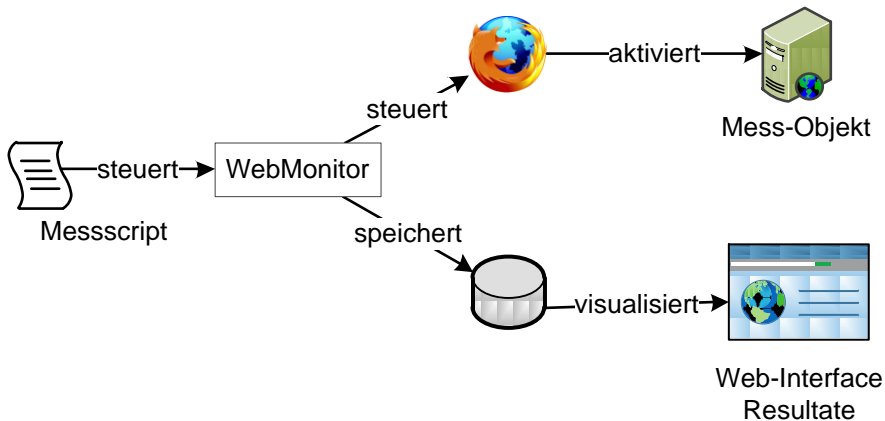 aktiviert
Mess-Objekt
steuert
steuert
WebMonitor
Messscript
speichert
visualisiert
Web-Interface
Resultate